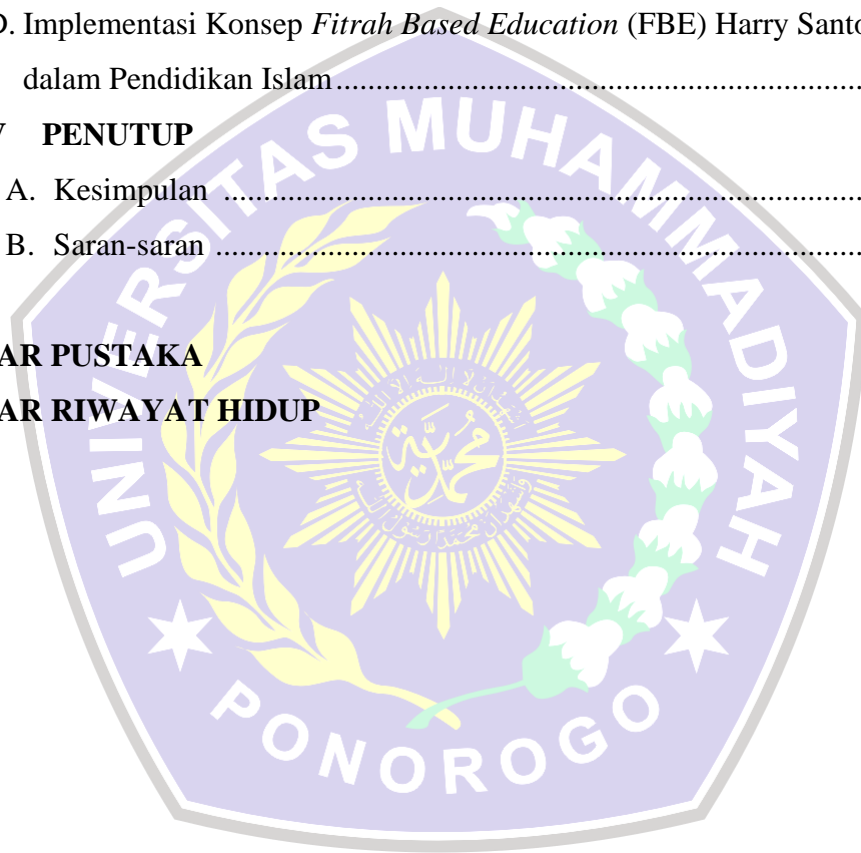 D. Implementasi Konsep Fitrah Based Education (FBE) Harry Santo
dalam Pendidikan Islam
V PENUTUP
A. Kesimpulan
B. Saran-saran
AR PUSTAKA
AR RIWAYAT HIDUP
UNIVERSITAS MUHAMMADIYAH
PONOROGO
محمدية